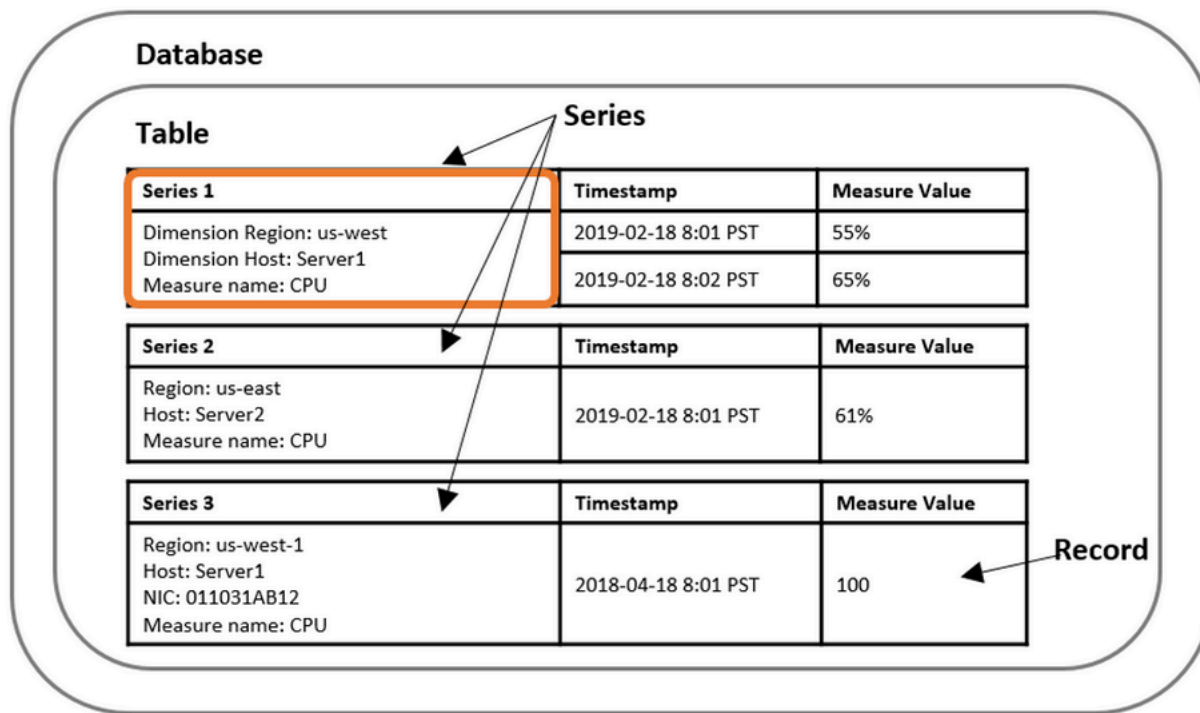 Database
Table
Series
Series 1
Timestamp
Measure Value
Dimension Region: us-west
Dimension Host: Server1
Measure name: CPU
2019-02-18 8:01 PST
55%
2019-02-18 8:02 PST
65%
Series 2
Timestamp
Measure Value
Region: us-east
Host: Server2
Measure name: CPU
2019-02-18 8:01 PST
61%
Series 3
Timestamp
Measure Value
Region: us-west-1
Host: Server1
NIC: 011031AB12
Measure name: CPU
2018-04-18 8:01 PST
100
Record